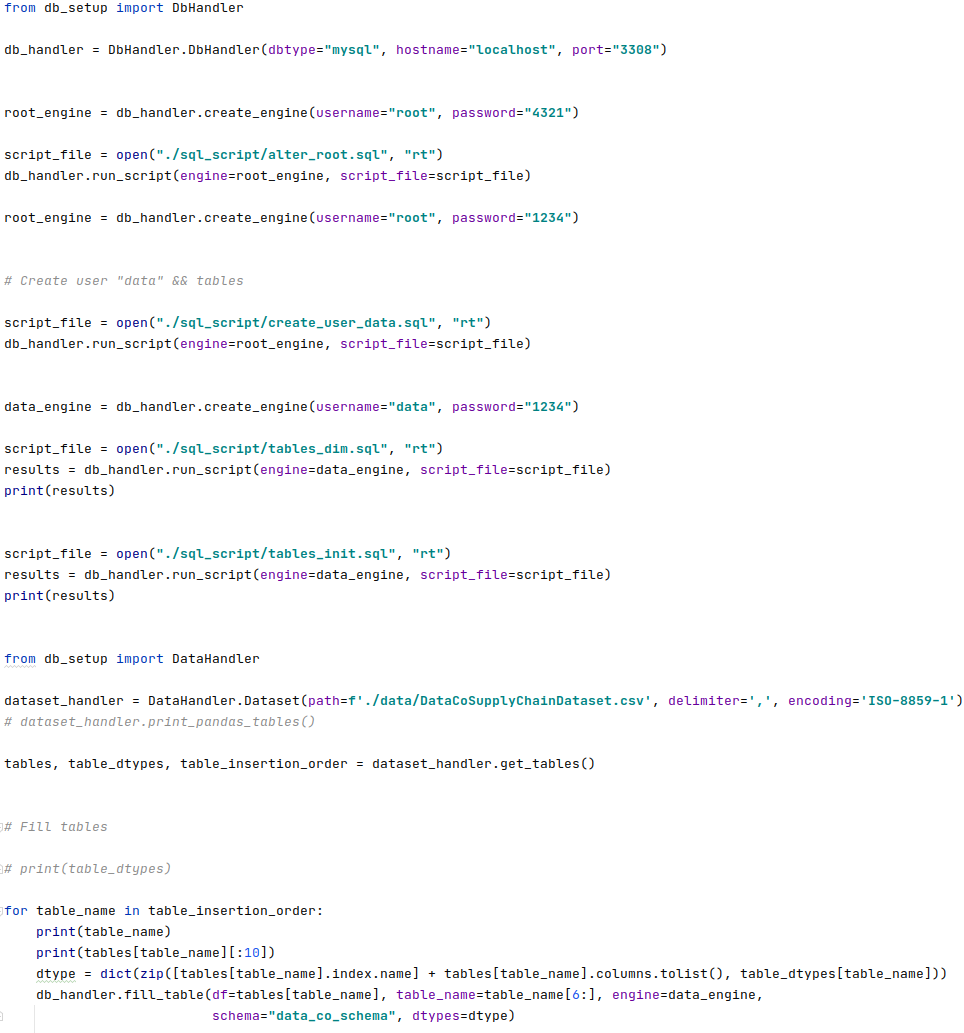 from db_setup import DbHandler
db_handler = DbHandler.DbHandler(dbtype="mysql", hostname="localhost", port="3308")
root_engine = db_handler.create_engine(username="root", password="4321")
script_file = open("./sql_script/alter_root.sql", "rt")
db_handler.run_script(engine=root_engine, script_file=script_file)
root_engine = db_handler.create_engine(username="root", password="1234")
# Create user "data" && tables
script_file = open("./sql_script/create_user_data.sql", "rt")
db_handler.run_script(engine=root_engine, script_file=script_file)
data_engine = db_handler.create_engine(username="data", password="1234")
script_file = open("./sql_script/tables_dim.sql", "rt")
results = db_handler.run_script(engine=data_engine, script_file=script_file)
print(results)
script_file = open("./sql_script/tables_init.sql", "rt")
results = db_handler.run_script(engine=data_engine, script_file=script_file)
print(results)
from db_setup import DataHandler
dataset_handler = DataHandler.Dataset(path=f'./data/DataCoSupplyChainDataset.csv', delimiter=',', encoding='ISO-8859-1')
# dataset_handler.print_pandas_tables()
tables, table_dtypes, table_insertion_order = dataset_handler.get_tables()
# Fill tables
# print(table_dtypes)
for table_name in table_insertion_order:
    print(table_name)
    print(tables[table_name][:10])
    dtype = dict(zip([tables[table_name].index.name] + tables[table_name].columns.tolist(), table_dtypes[table_name]))
    db_handler.fill_table(df=tables[table_name], table_name=table_name[6:], engine=data_engine,
                          schema="data_co_schema", dtypes=dtype)